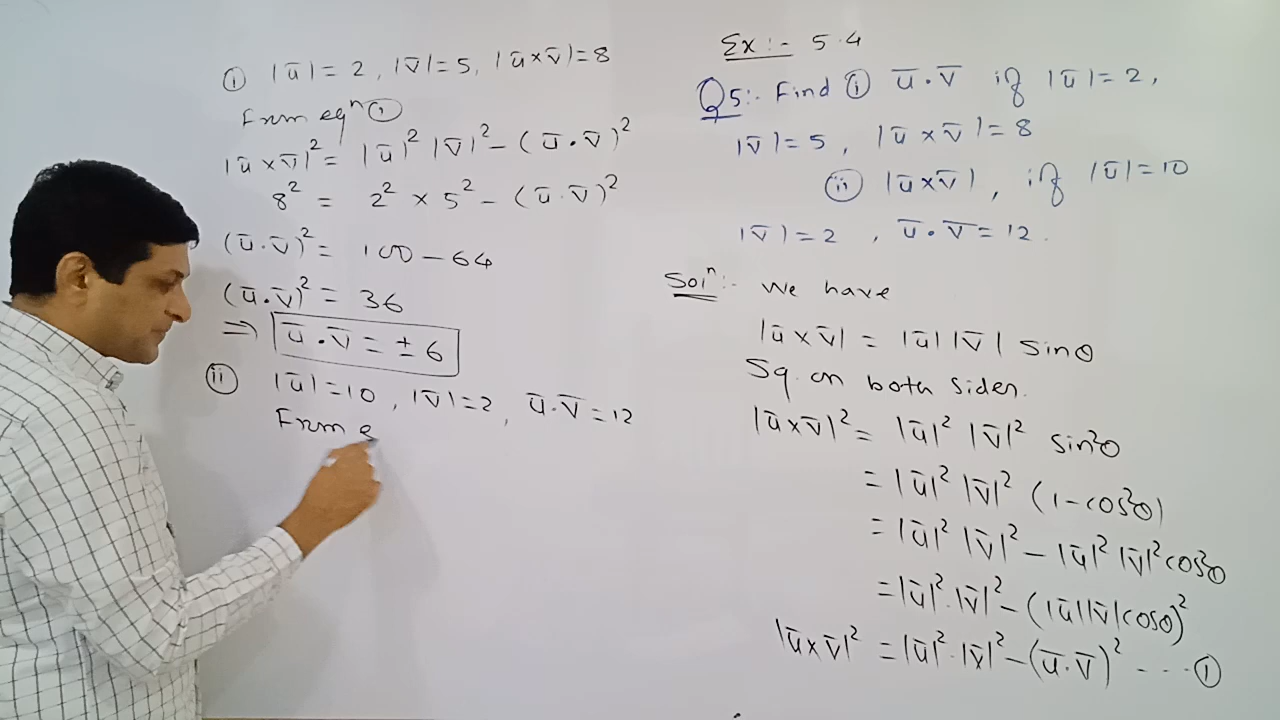 Ex :- 5.4
Q5:- Find ⓘ u̅ · v̅ if |u̅| = 2,
|v̅| = 5, |u̅ × v̅| = 8
ⓘⓘ |u̅×v̅|, if |u̅| = 10
|v̅| = 2, u̅·v̅ = 12.
Solⁿ:- We have
|u̅ × v̅| = |u̅| |v̅| sinθ
Sq. on both sides.
|u̅×v̅|² = |u̅|² |v̅|² sin²θ
= |u̅|² |v̅|² (1-cos²θ)
= |u̅|² |v̅|² - |u̅|² |v̅|² cos²θ
= |u̅|²·|v̅|² - (|u̅||v̅|cosθ)²
|u̅×v̅|² = |u̅|²·|v̅|² - (u̅·v̅)² ---- ①
ⓘ |u̅| = 2, |v̅| = 5, |u̅×v̅| = 8
From eqⁿ ①
|u̅×v̅|² = |u̅|² |v̅|² - (u̅·v̅)²
8² = 2² × 5² - (u̅·v̅)²
(u̅·v̅)² = 100 - 64
(u̅·v̅)² = 36
⇒ u̅·v̅ = ± 6
ⓘⓘ |u̅| = 10, |v̅| = 2, u̅·v̅ = 12
From e